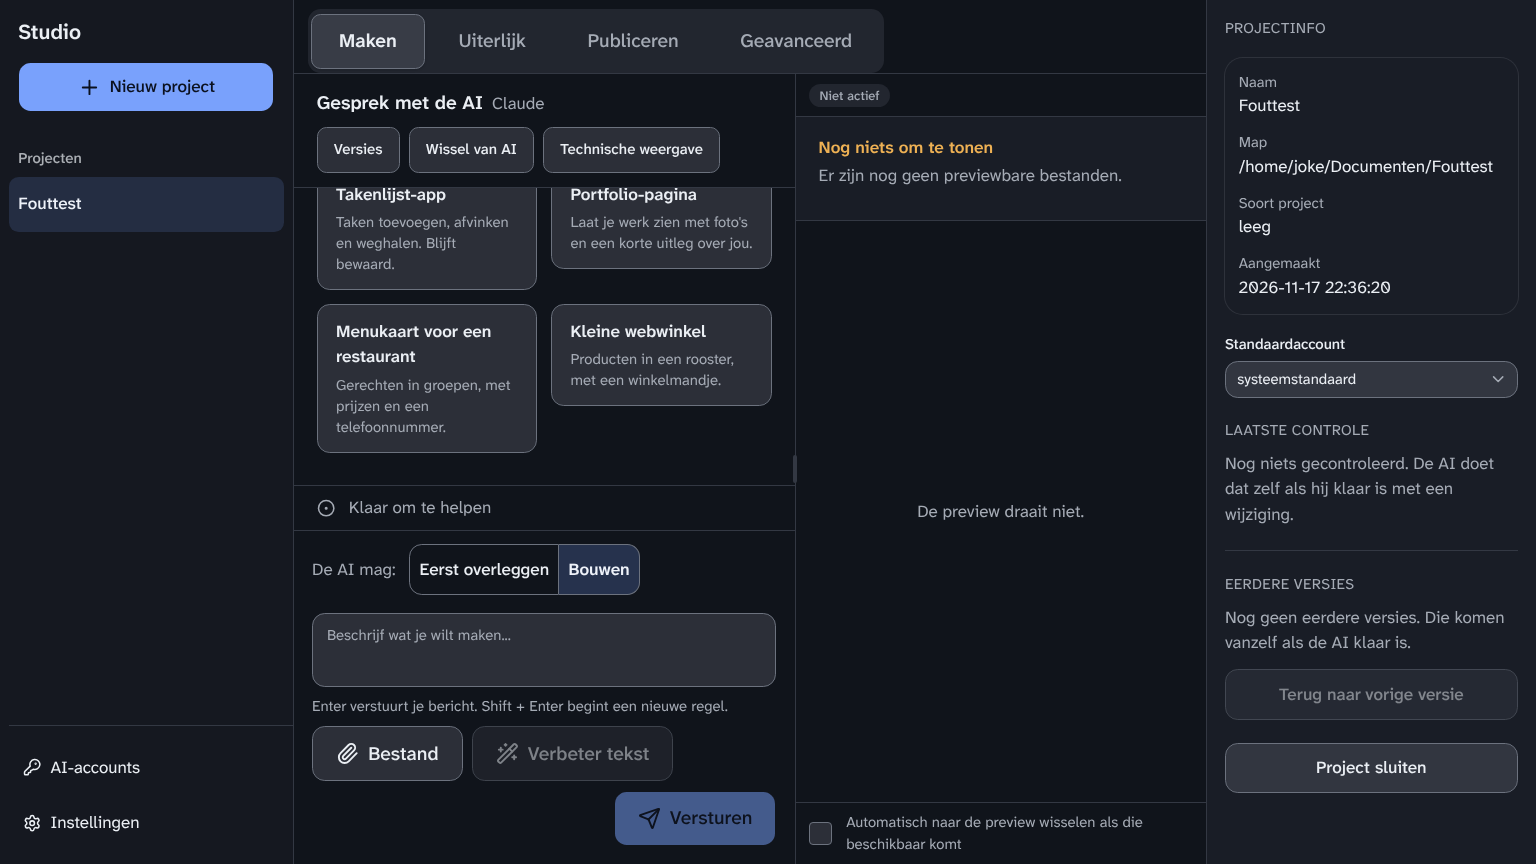 Studio
Nieuw project
Projecten
Fouttest
AI-accounts
Instellingen
Maken
Uiterlijk
Publiceren
Geavanceerd
Gesprek met de AI Claude
Versies
Wissel van AI
Technische weergave
Takenlijst-app
Taken toevoegen, afvinken
en weghalen. Blijft
bewaard.
Portfolio-pagina
Laat je werk zien met foto's
en een korte uitleg over jou.
Menukaart voor een
restaurant
Gerechten in groepen, met
prijzen en een
telefoonnummer.
Kleine webwinkel
Producten in een rooster,
met een winkelmandje.
Klaar om te helpen
De AI mag:
Eerst overleggen
Bouwen
Beschrijf wat je wilt maken...
Enter verstuurt je bericht. Shift + Enter begint een nieuwe regel.
Bestand
Verbeter tekst
Versturen
Niet actief
Nog niets om te tonen
Er zijn nog geen previewbare bestanden.
De preview draait niet.
Automatisch naar de preview wisselen als die
beschikbaar komt
PROJECTINFO
Naam
Fouttest
Map
/home/joke/Documenten/Fouttest
Soort project
leeg
Aangemaakt
2026-11-17 22:36:20
Standaardaccount
systeemstandaard
LAATSTE CONTROLE
Nog niets gecontroleerd. De AI doet
dat zelf als hij klaar is met een
wijziging.
EERDERE VERSIES
Nog geen eerdere versies. Die komen
vanzelf als de AI klaar is.
Terug naar vorige versie
Project sluiten